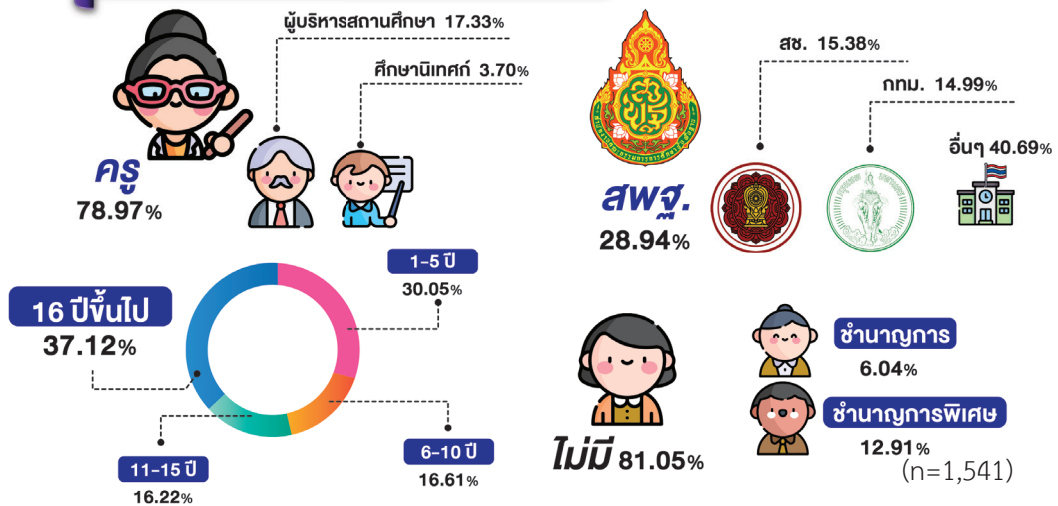 ผู้บริหารสถานศึกษา 17.33%
ศึกษานิเทศก์ 3.70%
ครู
78.97%
สช. 15.38%
กทม. 14.99%
อื่นๆ 40.69%
สพฐ.
28.94%
1-5 ปี
30.05%
16 ปีขึ้นไป
37.12%
11-15 ปี
16.22%
6-10 ปี
16.61%
ไม่มี 81.05%
ชำนาญการ
6.04%
ชำนาญการพิเศษ
12.91%
(n=1,541)